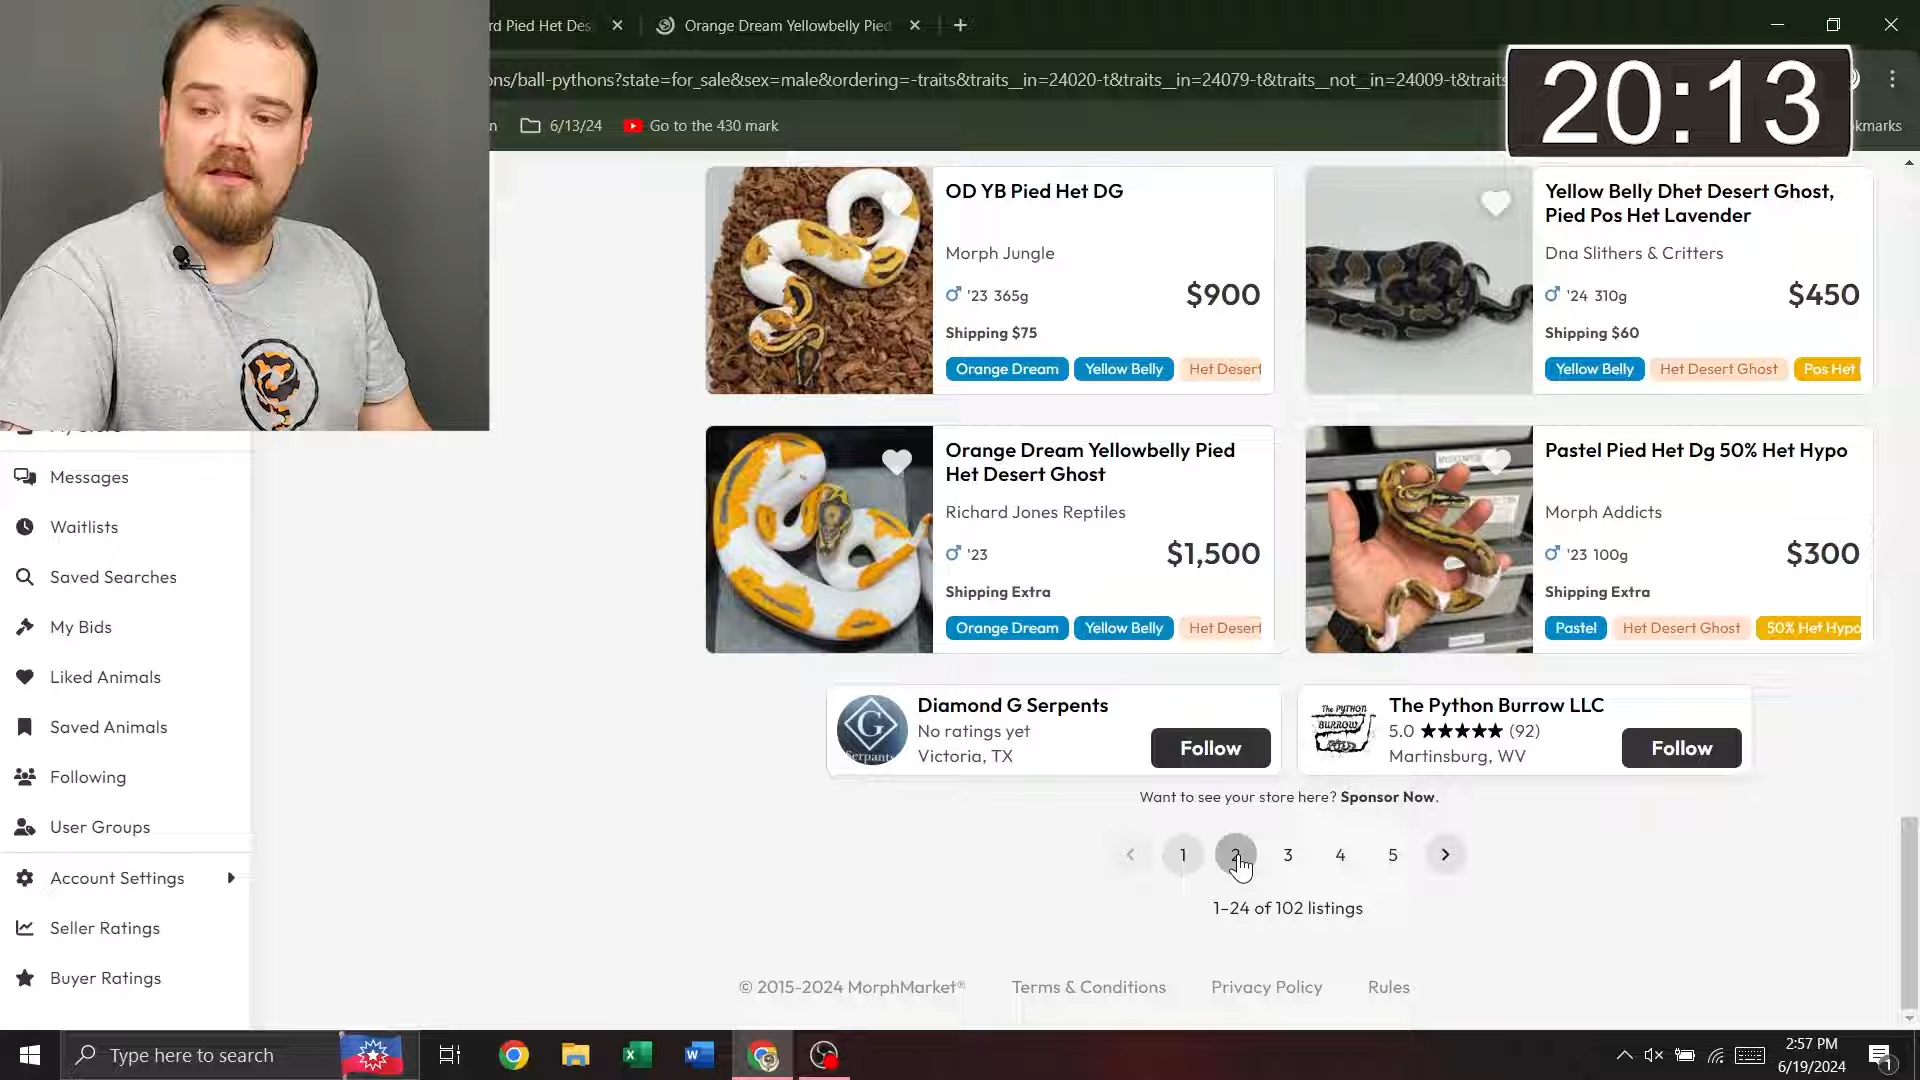 rd Pied Het Des
Orange Dream Yellowbelly Pied
ons/ball-pythons?state=for_sale&sex=male&ordering=-traits&traits__in=24020-t&traits__in=24079-t&traits__not_in=24009-t&traits
20:13
n
6/13/24
Go to the 430 mark
kmarks
OD YB Pied Het DG
Morph Jungle
'23 365g
$900
Shipping $75
Orange Dream
Yellow Belly
Het Desert
Yellow Belly Dhet Desert Ghost,
Pied Pos Het Lavender
Dna Slithers & Critters
'24 310g
$450
Shipping $60
Yellow Belly
Het Desert Ghost
Pos Het
Orange Dream Yellowbelly Pied
Het Desert Ghost
Richard Jones Reptiles
'23
$1,500
Shipping Extra
Orange Dream
Yellow Belly
Het Desert
Pastel Pied Het Dg 50% Het Hypo
Morph Addicts
'23 100g
$300
Shipping Extra
Pastel
Het Desert Ghost
50% Het Hypo
Messages
Waitlists
Saved Searches
My Bids
Liked Animals
Saved Animals
Following
User Groups
Account Settings
Seller Ratings
Buyer Ratings
G
Serpents
Diamond G Serpents
No ratings yet
Victoria, TX
Follow
The PYTHON
BURROW
The Python Burrow LLC
5.0 ★★★★★ (92)
Martinsburg, WV
Follow
Want to see your store here? Sponsor Now.
1 2 3 4 5
1–24 of 102 listings
© 2015-2024 MorphMarket®
Terms & Conditions
Privacy Policy
Rules
Type here to search
2:57 PM
6/19/2024
1